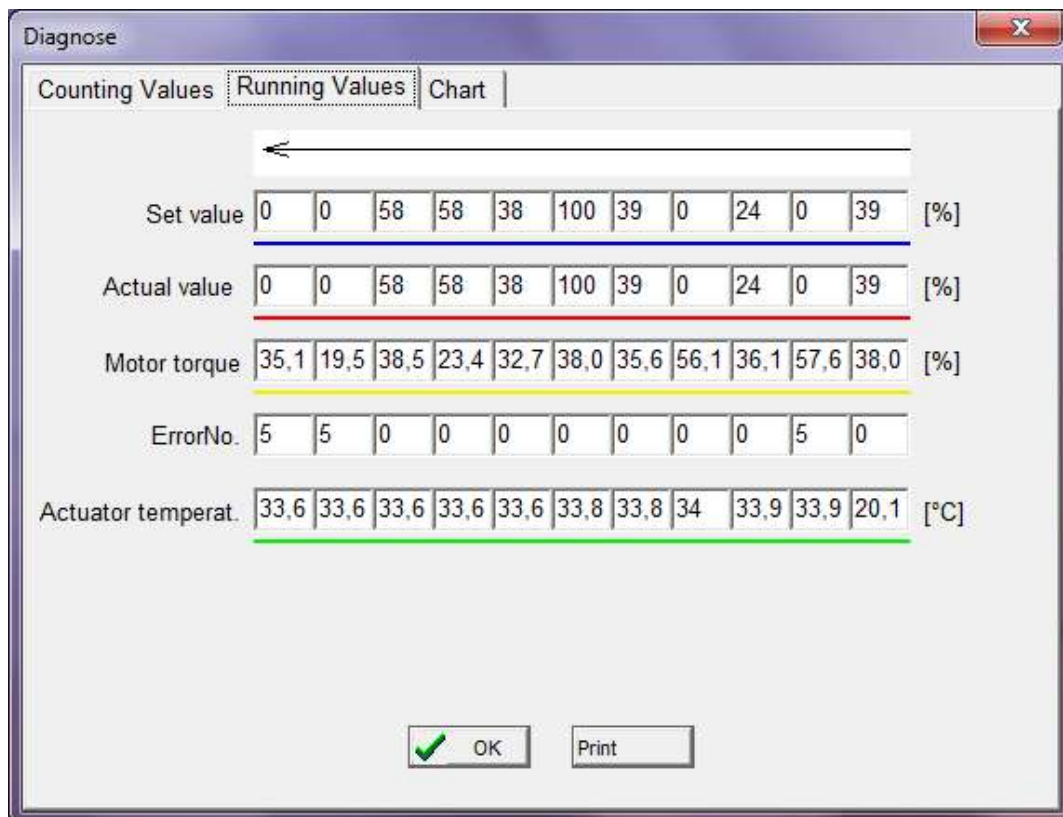 Diagnose
Counting Values Running Values Chart
Set value 0 0 58 58 38 100 39 0 24 0 39 [%]
Actual value 0 0 58 58 38 100 39 0 24 0 39 [%]
Motor torque 35,1 19,5 38,5 23,4 32,7 38,0 35,6 56,1 36,1 57,6 38,0 [%]
ErrorNo. 5 5 0 0 0 0 0 0 0 5 0
Actuator temperat. 33,6 33,6 33,6 33,6 33,6 33,8 33,8 34 33,9 33,9 20,1 [°C]
OK Print